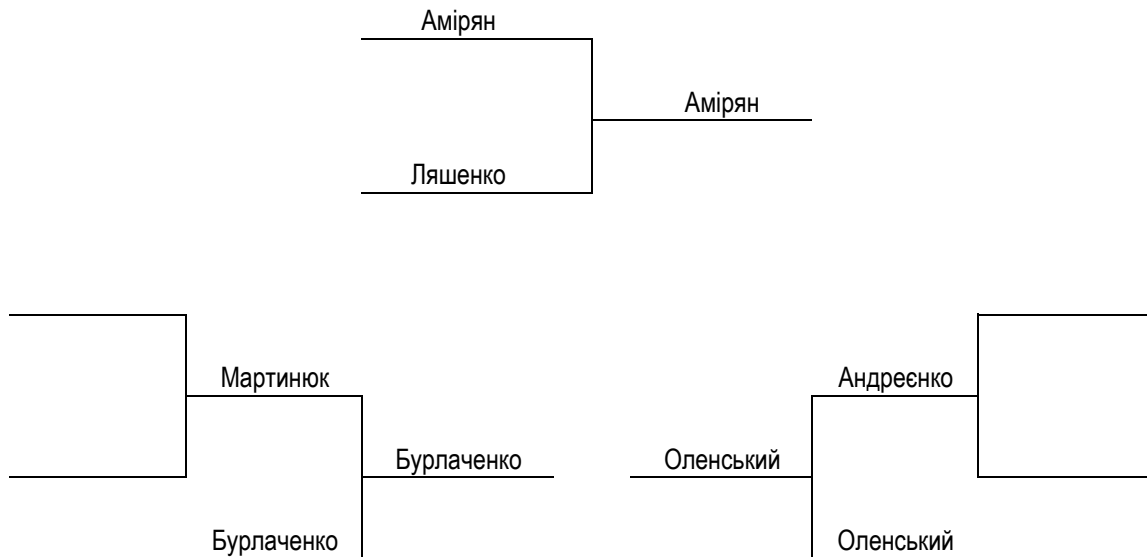 Амірян
Амірян
Ляшенко
Мартинюк
Андреєнко
Бурлаченко
Оленський
Бурлаченко
Оленський